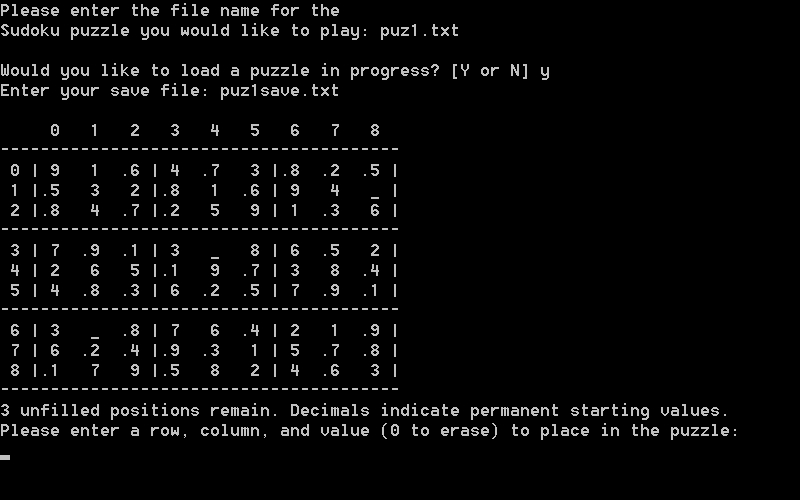 Please enter the file name for the
Sudoku puzzle you would like to play: puz1.txt
Would you like to load a puzzle in progress? [Y or N] y
Enter your save file: puz1save.txt
     0   1   2   3   4   5   6   7   8
----------------------------------------
 0 | 9   1  .6 | 4  .7   3 |.8  .2  .5 |
 1 |.5   3   2 |.8   1  .6 | 9   4   _ |
 2 |.8   4  .7 |.2   5   9 | 1  .3   6 |
----------------------------------------
 3 | 7  .9  .1 | 3   _   8 | 6  .5   2 |
 4 | 2   6   5 |.1   9  .7 | 3   8  .4 |
 5 | 4  .8  .3 | 6  .2  .5 | 7  .9  .1 |
----------------------------------------
 6 | 3   _  .8 | 7   6  .4 | 2   1  .9 |
 7 | 6  .2  .4 |.9  .3   1 | 5  .7  .8 |
 8 |.1   7   9 |.5   8   2 | 4  .6   3 |
----------------------------------------
3 unfilled positions remain. Decimals indicate permanent starting values.
Please enter a row, column, and value (0 to erase) to place in the puzzle:
_